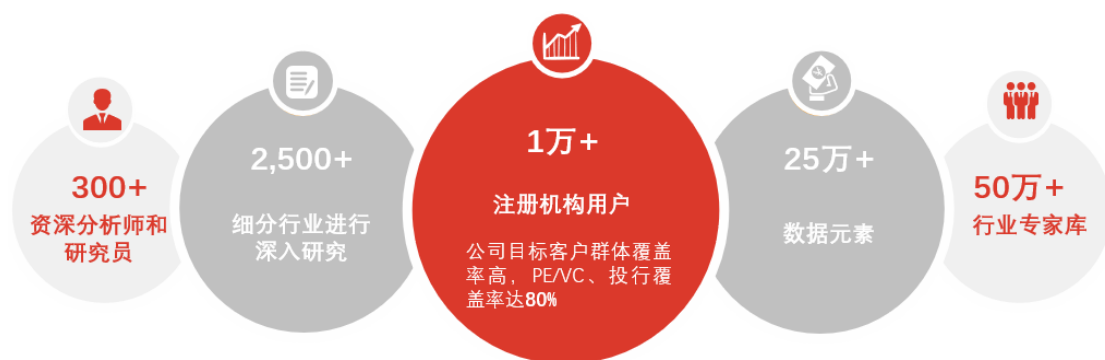 300+
资深分析师和
研究员
2,500+
细分行业进行
深入研究
1万+
注册机构用户
公司目标客户群体覆盖
率高，PE/VC、投行覆
盖率达80%
25万+
数据元素
50万+
行业专家库